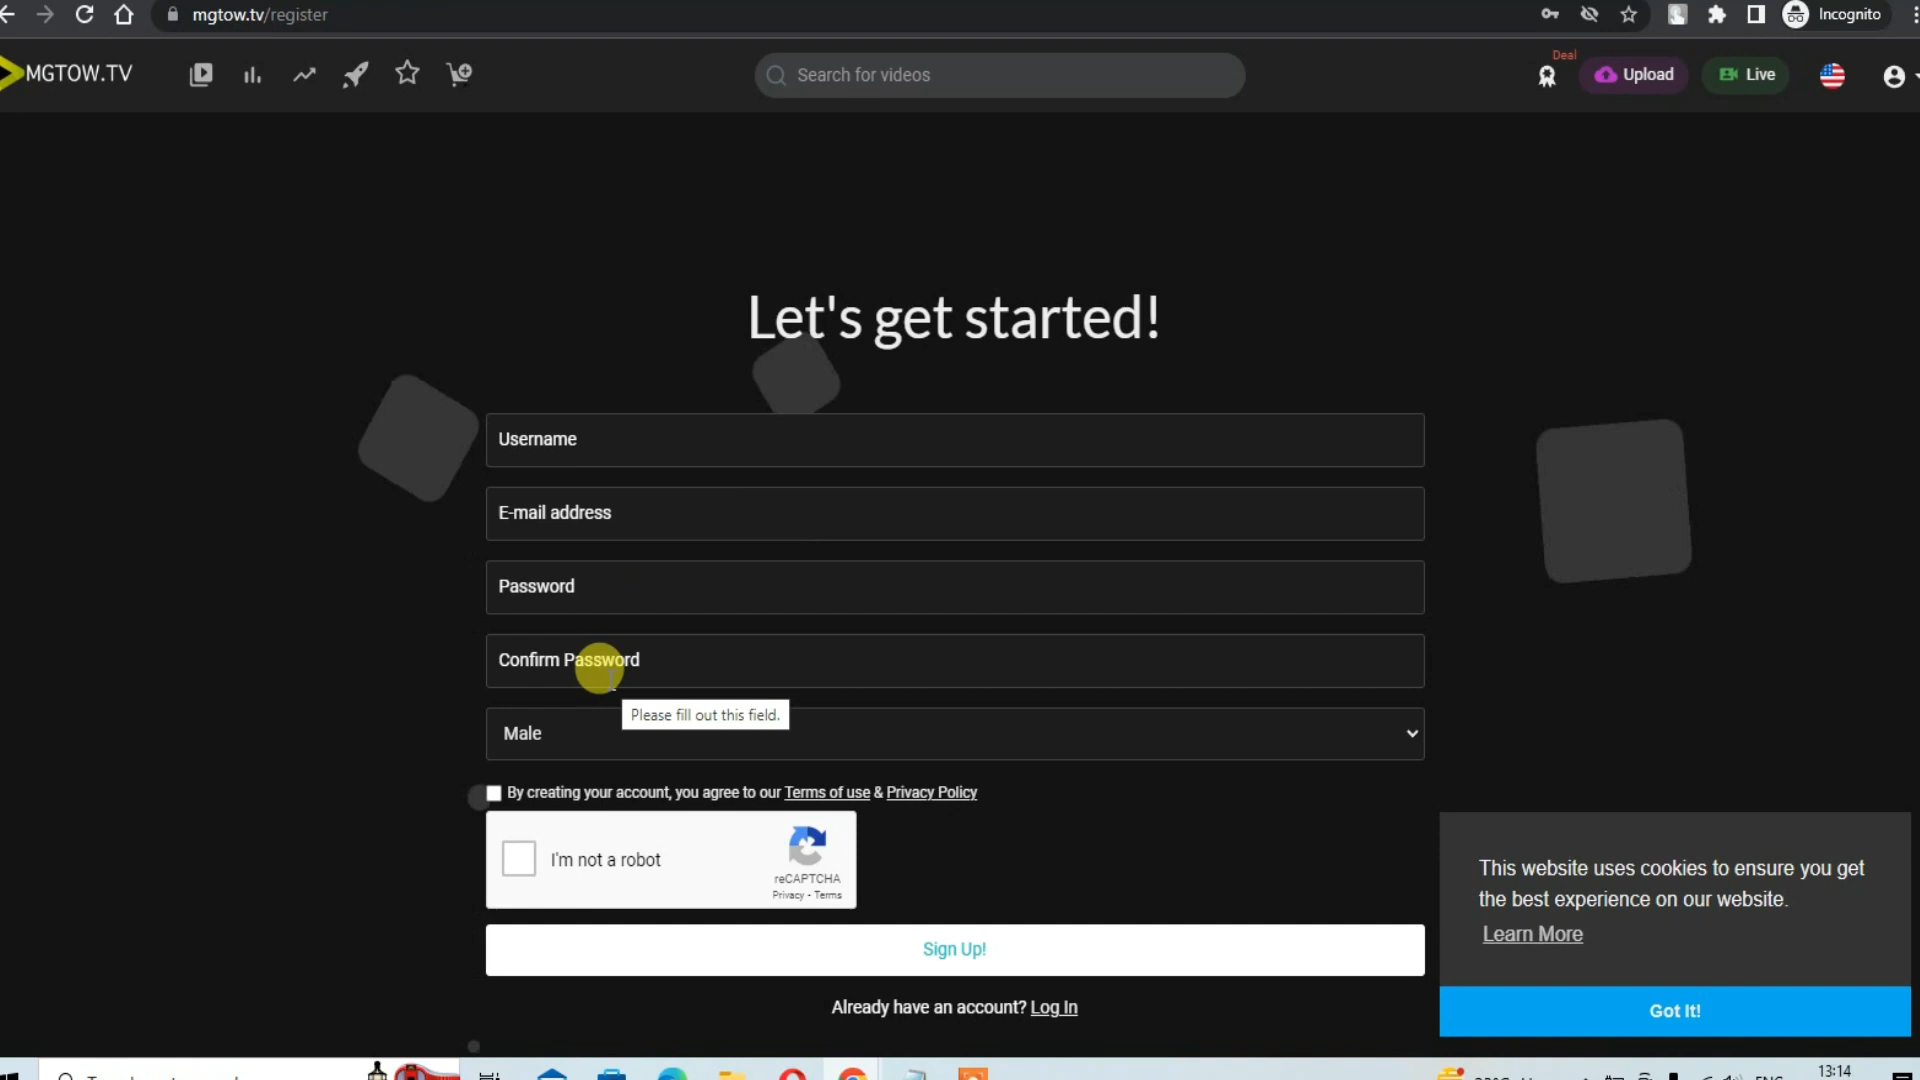 mgtow.tv/register
Incognito
MGTOW.TV
Search for videos
Deal
Upload
Live
Let's get started!
Username
E-mail address
Password
Confirm Password
Please fill out this field.
Male
By creating your account, you agree to our Terms of use & Privacy Policy
I'm not a robot
reCAPTCHA
Privacy - Terms
Sign Up!
Already have an account? Log In
This website uses cookies to ensure you get
the best experience on our website.
Learn More
Got It!
13:14